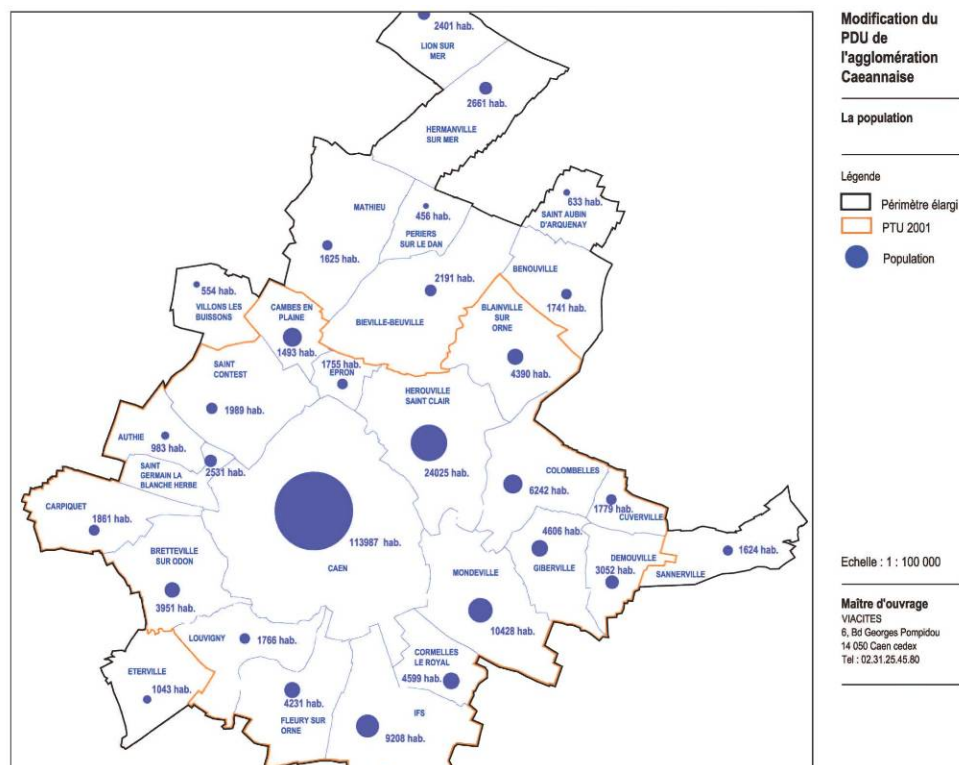 2401 hab.
LION SUR
MER
2661 hab.
HERMANVILLE
SUR MER
MATHIEU
456 hab.
PERIERS
SUR LE DAN
633 hab.
SAINT AUBIN
D'ARQUENAY
1625 hab.
2191 hab.
BENOUVILLE
1741 hab.
554 hab.
VILLONS LES
BUISSONS
CAMBES EN
PLAINE
1493 hab.
BIEVILLE-BEUVILLE
BLAINVILLE
SUR
ORNE
4390 hab.
SAINT
CONTEST
1989 hab.
1755 hab.
EPRON
HEROUVILLE
SAINT CLAIR
24025 hab.
AUTHIE
983 hab.
SAINT
GERMAIN LA
BLANCHE HERBE
2531 hab.
COLOMBELLES
6242 hab.
1779 hab.
CUVERVILLE
CARPIQUET
1861 hab.
BRETTEVILLE
SUR ODON
3951 hab.
113987 hab.
CAEN
MONDEVILLE
10428 hab.
4606 hab.
GIBERVILLE
DEMOUVILLE
3052 hab.
SANNERVILLE
1624 hab.
LOUVIGNY
1766 hab.
ETERVILLE
1043 hab.
CORMELLES
LE ROYAL
4599 hab.
4231 hab.
FLEURY SUR
ORNE
IFS
9208 hab.
Modification du
PDU de
l'agglomération
Caeannaise
La population
Légende
Périmètre élargi
PTU 2001
Population
Echelle : 1 : 100 000
Maître d'ouvrage
VIACITES
6, Bd Georges Pompidou
14 050 Caen cedex
Tel : 02.31.25.45.80